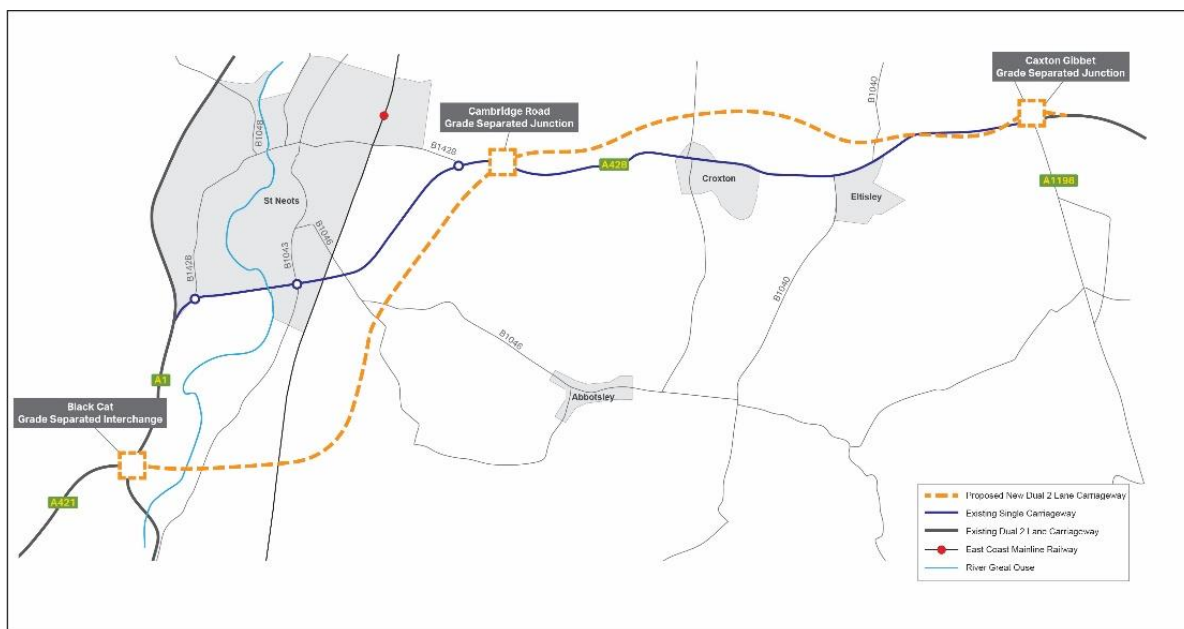 Caxton Gibbet
Grade Separated Junction
Cambridge Road
Grade Separated Junction
B1040
B1048
B1428
A428
Croxton
Eltisley
A1198
St Neots
B1046
B1428
B1043
B1040
B1046
A1
Abbotsley
Black Cat
Grade Separated Interchange
A421
Proposed New Dual 2 Lane Carriageway
Existing Single Carriageway
Existing Dual 2 Lane Carriageway
East Coast Mainline Railway
River Great Ouse